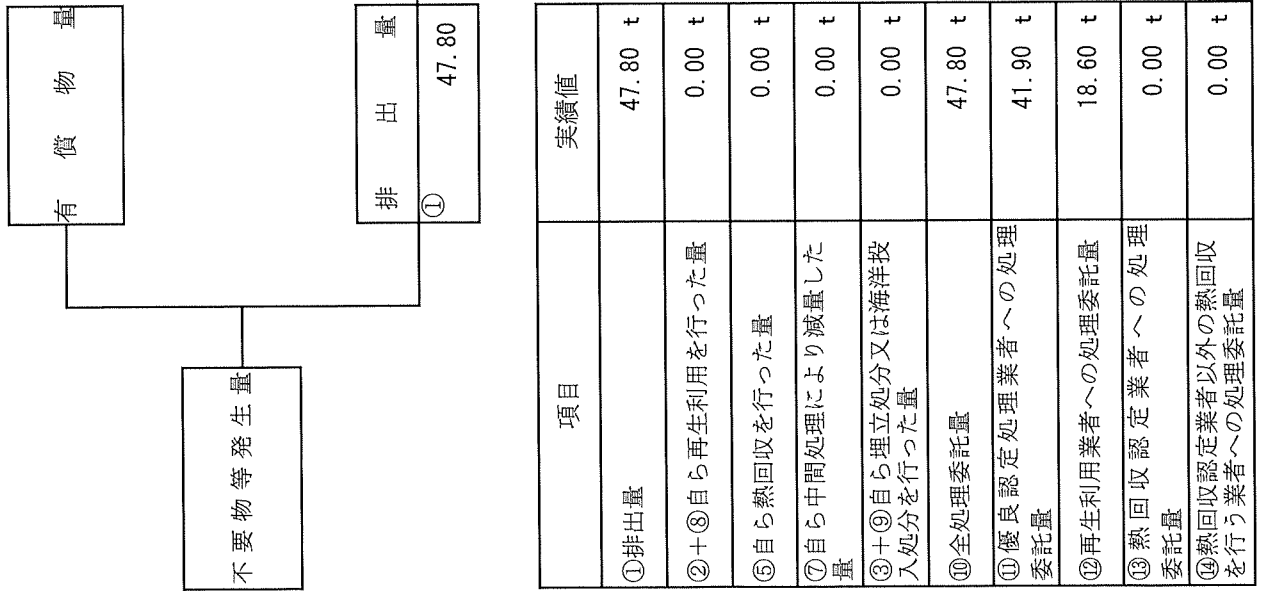 有償物量
不要物等発生量
排出量
① 47.80
項目 実績値
①排出量 47.80 t
②+⑧自ら再生利用を行った量 0.00 t
⑤自ら熱回収を行った量 0.00 t
⑦自ら中間処理により減量した
量 0.00 t
③+⑨自ら埋立処分又は海洋投
入処分を行った量 0.00 t
⑩全処理委託量 47.80 t
⑪優良認定処理業者への処理
委託量 41.90 t
⑫再生利用業者への処理委託量 18.60 t
⑬熱回収認定業者への処理
委託量 0.00 t
⑭熱回収認定業者以外の熱回収
を行う業者への処理委託量 0.00 t